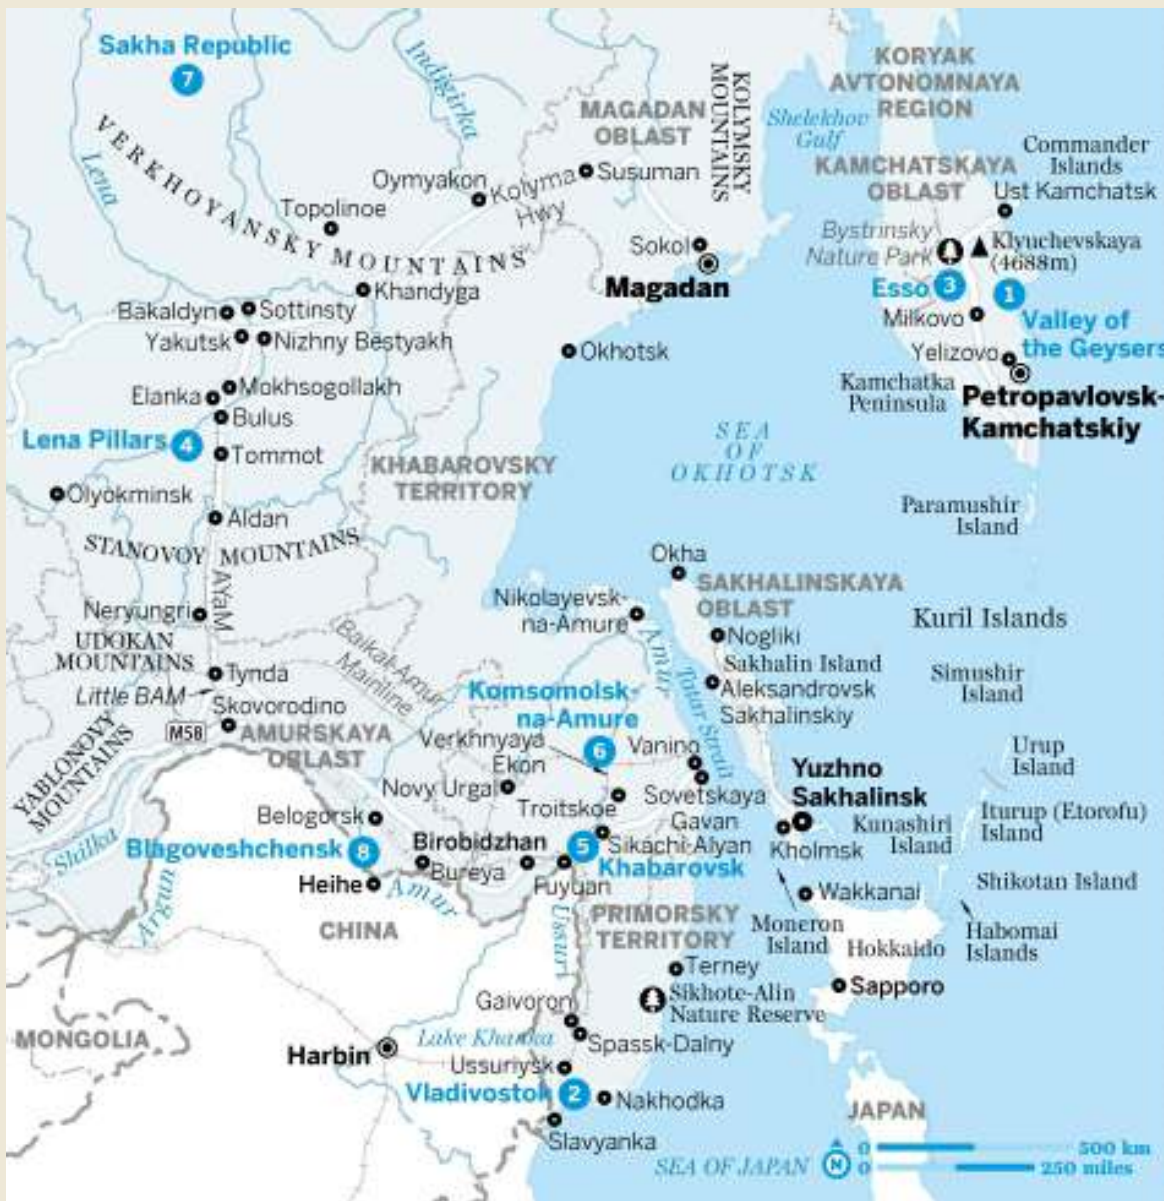 Sakha Republic
7
Indigirka
KORYAK
AVTONOMNAYA
REGION
MAGADAN
OBLAST
KOLYMSKY
MOUNTAINS
Shelekhov
Gulf
Commander
Islands
VERKHOYANSKY MOUNTAINS
Lena
Oymyakon
Kolyma
Hwy
Susuman
KAMCHATSKAYA
OBLAST
Ust Kamchatsk
Topolinoe
Bystrinsky
Nature Park
Klyuchevskaya
(4688m)
Sokol
Magadan
Khandyga
Esso
3
1
Valley of
the Geysers
Bakaldyn
Sottinsty
Milkovo
Yakutsk
Nizhny Bestyakh
Okhotsk
Yelizovo
Elanka
Mokhsogollakh
Kamchatka
Peninsula
Petropavlovsk-
Kamchatskiy
Bulus
Lena Pillars
4
Tommot
SEA
OF
OKHOTSK
KHABAROVSKY
TERRITORY
Olyokminsk
Aldan
Paramushir
Island
STANOVOY MOUNTAINS
AYaM
Okha
SAKHALINSKAYA
OBLAST
Nikolayevsk-
na-Amure
Neryungri
Kuril Islands
UDOKAN
MOUNTAINS
Baikal-Amur
Mainline
Amur
Nogliki
Sakhalin Island
Tynda
Little BAM
Tatar Strait
Aleksandrovsk
Sakhalinskiy
Simushir
Island
Komsomolsk-
na-Amure
6
Skovorodino
M58
AMURSKAYA
OBLAST
YABLONOVY
MOUNTAINS
Verkhnyaya
Ekon
Vanino
Urup
Island
Novy Urgal
Troitskoe
Sovetskaya
Gavan
Yuzhno
Sakhalinsk
Iturup (Etorofu)
Island
Belogorsk
Kunashiri
Island
Shilka
Blagoveshchensk
8
Birobidzhan
5
Sikachi-Alyan
Khabarovsk
Kholmsk
Bureya
Fuyuan
Heihe
Amur
Argun
Wakkanai
Shikotan Island
CHINA
Ussuri
PRIMORSKY
TERRITORY
Moneron
Island
Hokkaido
Habomai
Islands
Terney
Sapporo
Gaivoron
Sikhote-Alin
Nature Reserve
MONGOLIA
Harbin
Lake Khanka
Spassk-Dalny
Ussuriysk
Vladivostok
2
Nakhodka
JAPAN
Slavyanka
SEA OF JAPAN
N
0
500 km
0
250 miles